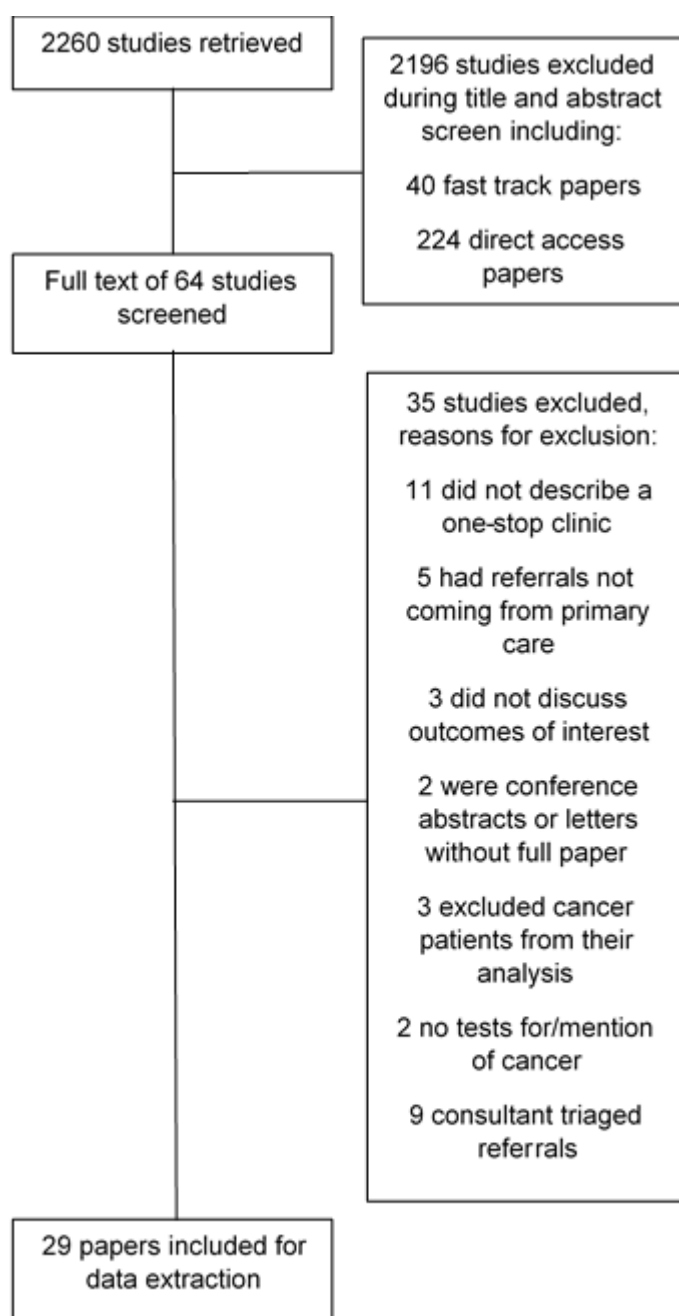 2260 studies retrieved
2196 studies excluded
during title and abstract
screen including:
40 fast track papers
224 direct access
papers
Full text of 64 studies
screened
35 studies excluded,
reasons for exclusion:
11 did not describe a
one-stop clinic
5 had referrals not
coming from primary
care
3 did not discuss
outcomes of interest
2 were conference
abstracts or letters
without full paper
3 excluded cancer
patients from their
analysis
2 no tests for/mention
of cancer
9 consultant triaged
referrals
29 papers included for
data extraction